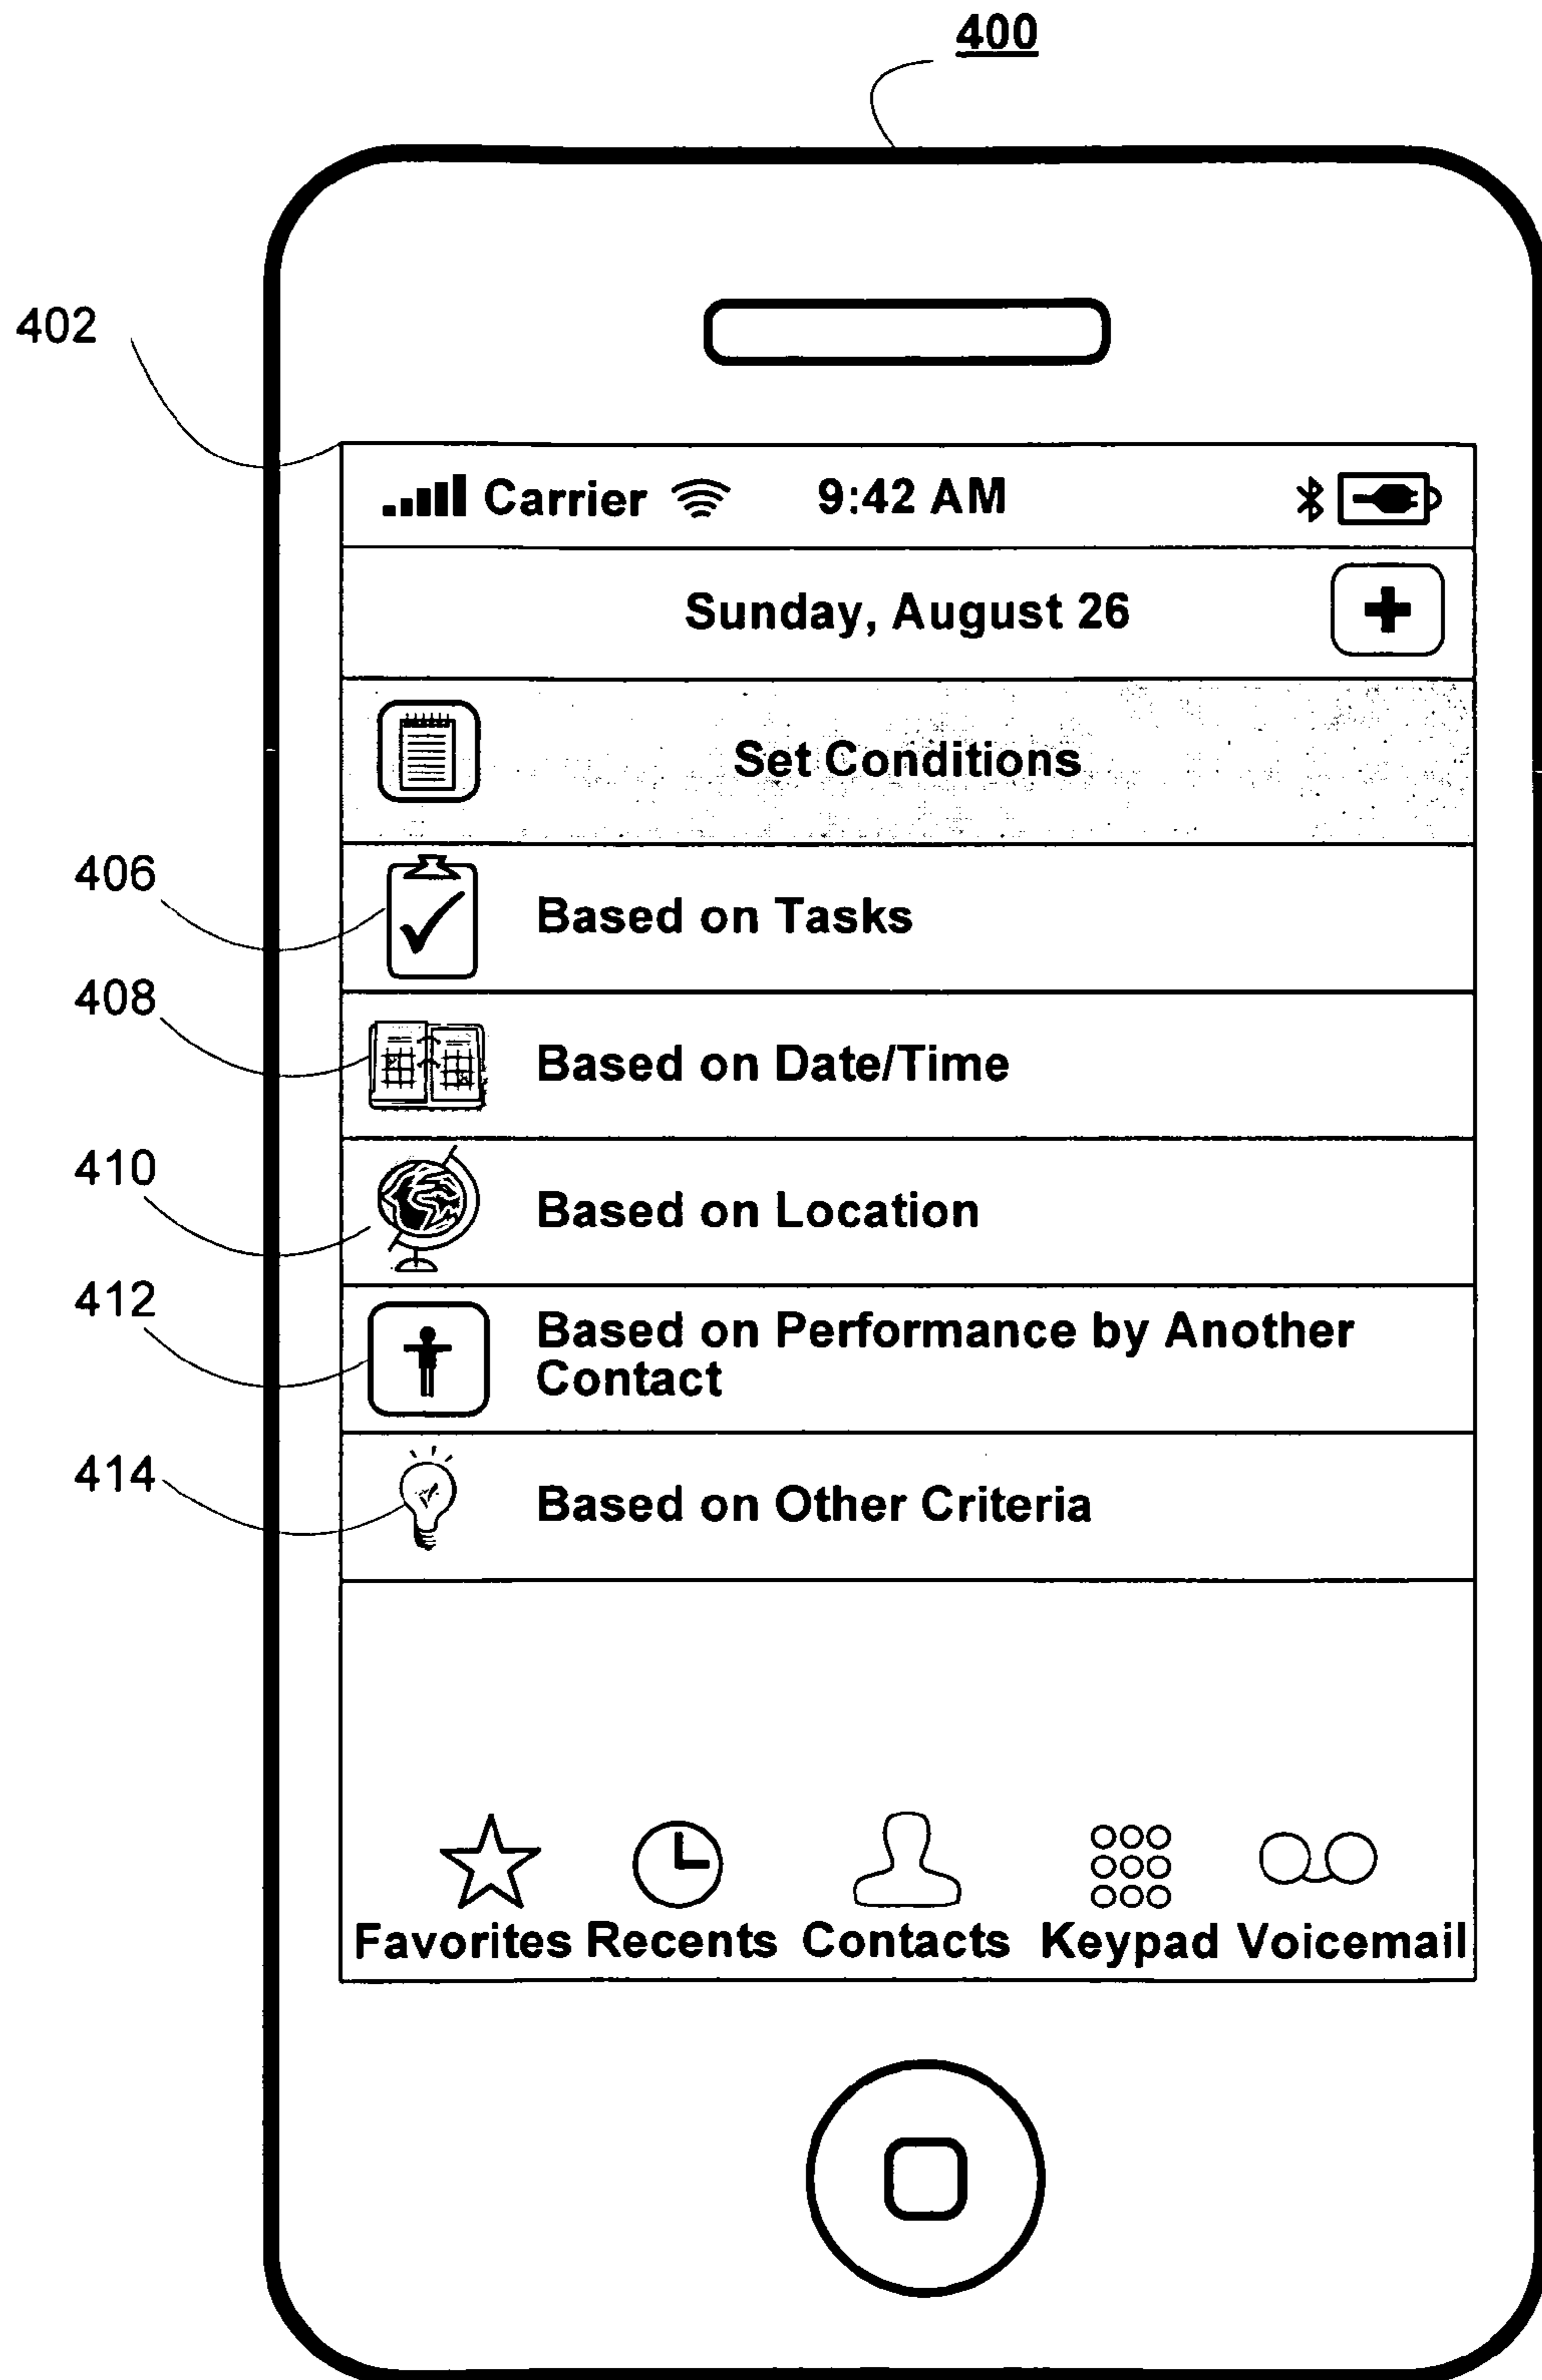 400
402
Carrier 9:42 AM
Sunday, August 26
Set Conditions
406
Based on Tasks
408
Based on Date/Time
410
Based on Location
412
Based on Performance by Another
Contact
414
Based on Other Criteria
Favorites Recents Contacts Keypad Voicemail